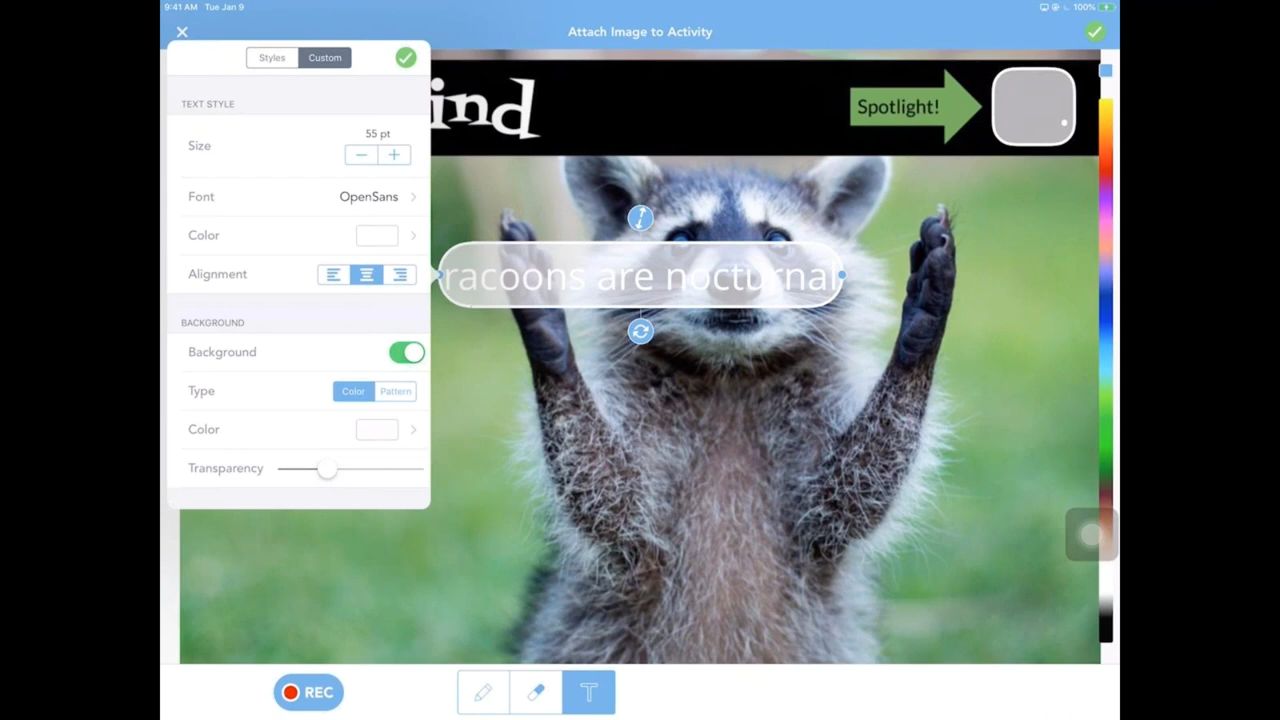 9:41 AM Tue Jan 9
100%
Attach Image to Activity
Styles Custom
TEXT STYLE
Size
55 pt
Font OpenSans
Color
Alignment
BACKGROUND
Background
Type Color Pattern
Color
Transparency
ind
Spotlight!
racoons are nocturnal
REC
T